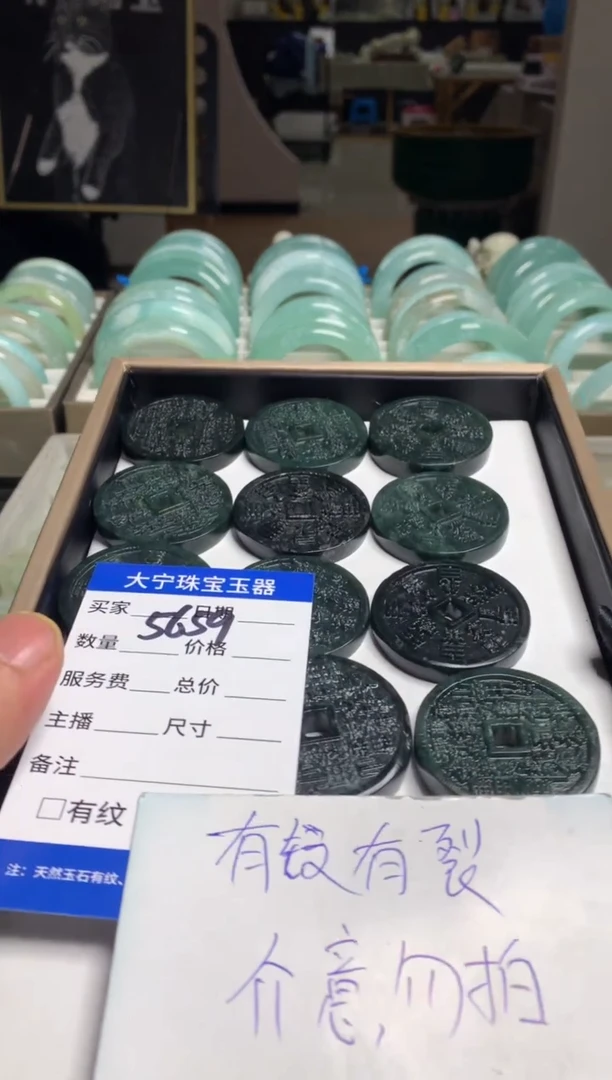 大宁珠宝玉器
买家 日期
5659
数量 价格
服务费 总价
主播 尺寸
备注
□有纹
注：天然玉石有纹、
有纹有裂
介意勿拍